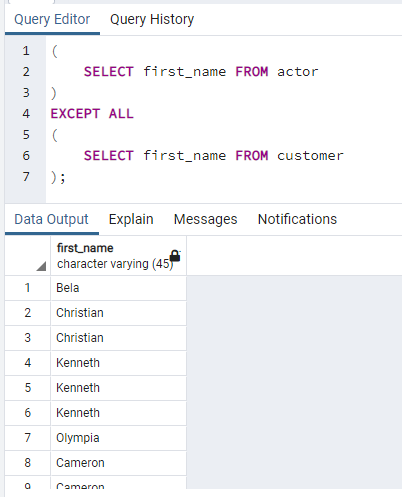 Query Editor Query History
1 (
2 SELECT first_name FROM actor
3 )
4 EXCEPT ALL
5 (
6 SELECT first_name FROM customer
7 );
Data Output Explain Messages Notifications
first_name
character varying (45)
1 Bela
2 Christian
3 Christian
4 Kenneth
5 Kenneth
6 Kenneth
7 Olympia
8 Cameron
9 Cameron